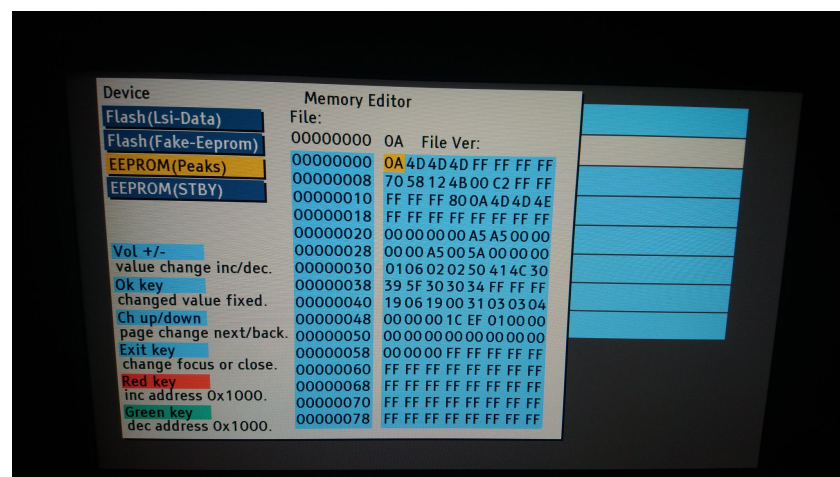 Device
Memory Editor
Flash(Lsi-Data)
File:
Flash(Fake-Eeprom)
00000000 0A File Ver:
EEPROM(Peaks)
EEPROM(STBY)
00000000 0A 4D 4D 4D FF FF FF FF
00000008 70 58 12 4B 00 C2 FF FF
00000010 FF FF FF 80 0A 4D 4D 4E
00000018 FF FF FF FF FF FF FF FF
00000020 00 00 00 00 A5 A5 00 00
00000028 00 00 A5 00 5A 00 00 00
00000030 01 06 02 02 50 41 4C 30
00000038 39 5F 30 30 34 FF FF FF
00000040 19 06 19 00 31 03 03 04
00000048 00 00 00 1C EF 01 00 00
00000050 00 00 00 00 00 00 00 00
00000058 00 00 00 FF FF FF FF FF
00000060 FF FF FF FF FF FF FF FF
00000068 FF FF FF FF FF FF FF FF
00000070 FF FF FF FF FF FF FF FF
00000078 FF FF FF FF FF FF FF FF
Vol +/-
value change inc/dec.
Ok key
changed value fixed.
Ch up/down
page change next/back.
Exit key
change focus or close.
Red key
inc address 0x1000.
Green key
dec address 0x1000.